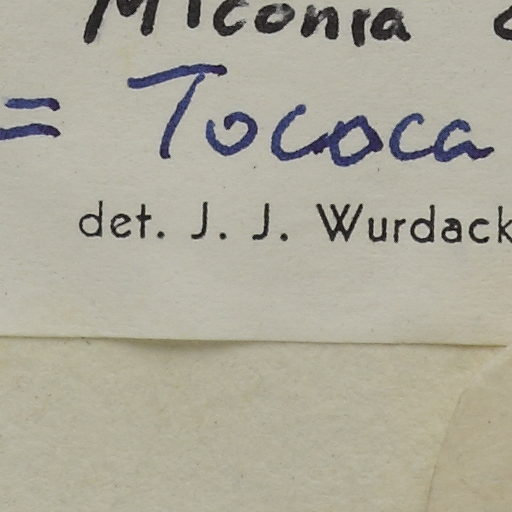 Miconia
= Tococa
det. J. J. Wurdack